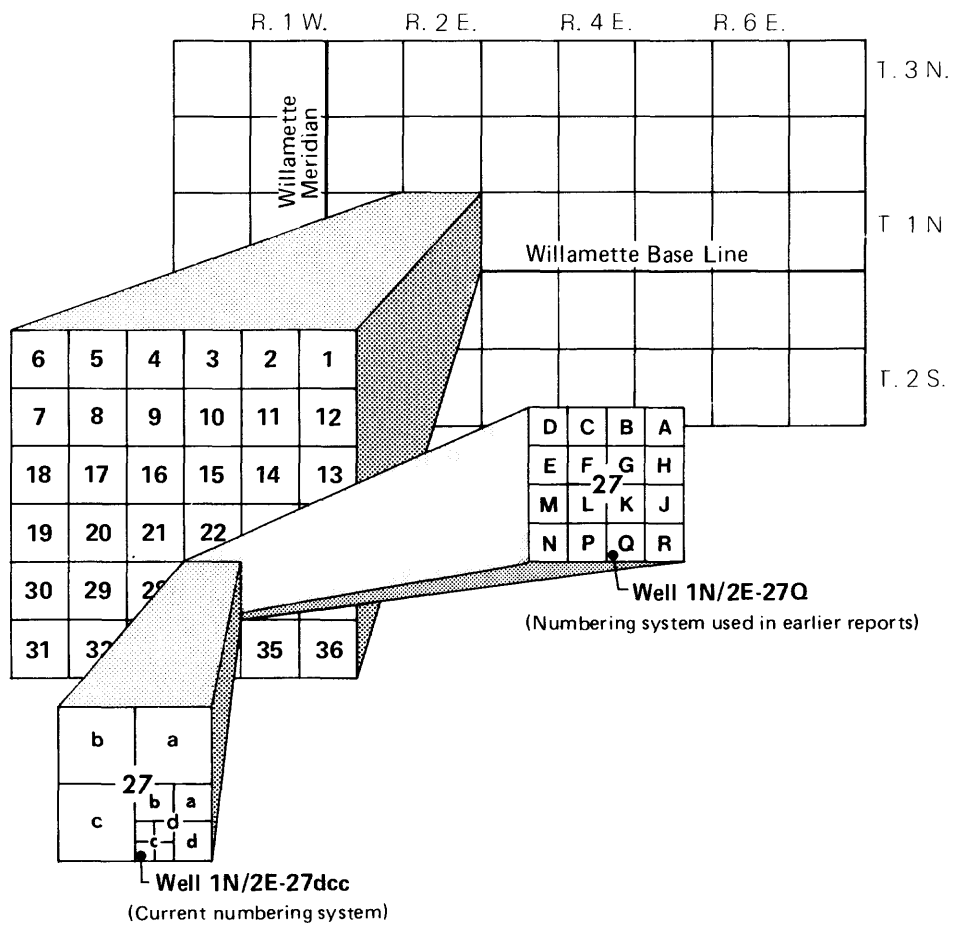 R. 1 W. R. 2 E. R. 4 E. R. 6 E.
T. 3 N.
Willamette
Meridian
T 1 N
Willamette Base Line
T. 2 S.
6 5 4 3 2 1
7 8 9 10 11 12
18 17 16 15 14 13
19 20 21 22
30 29 28
31 32 35 36
D C B A
E F G H
27
M L K J
N P Q R
Well 1N/2E-27Q
(Numbering system used in earlier reports)
b a
27
b a
c d
c d
Well 1N/2E-27dcc
(Current numbering system)